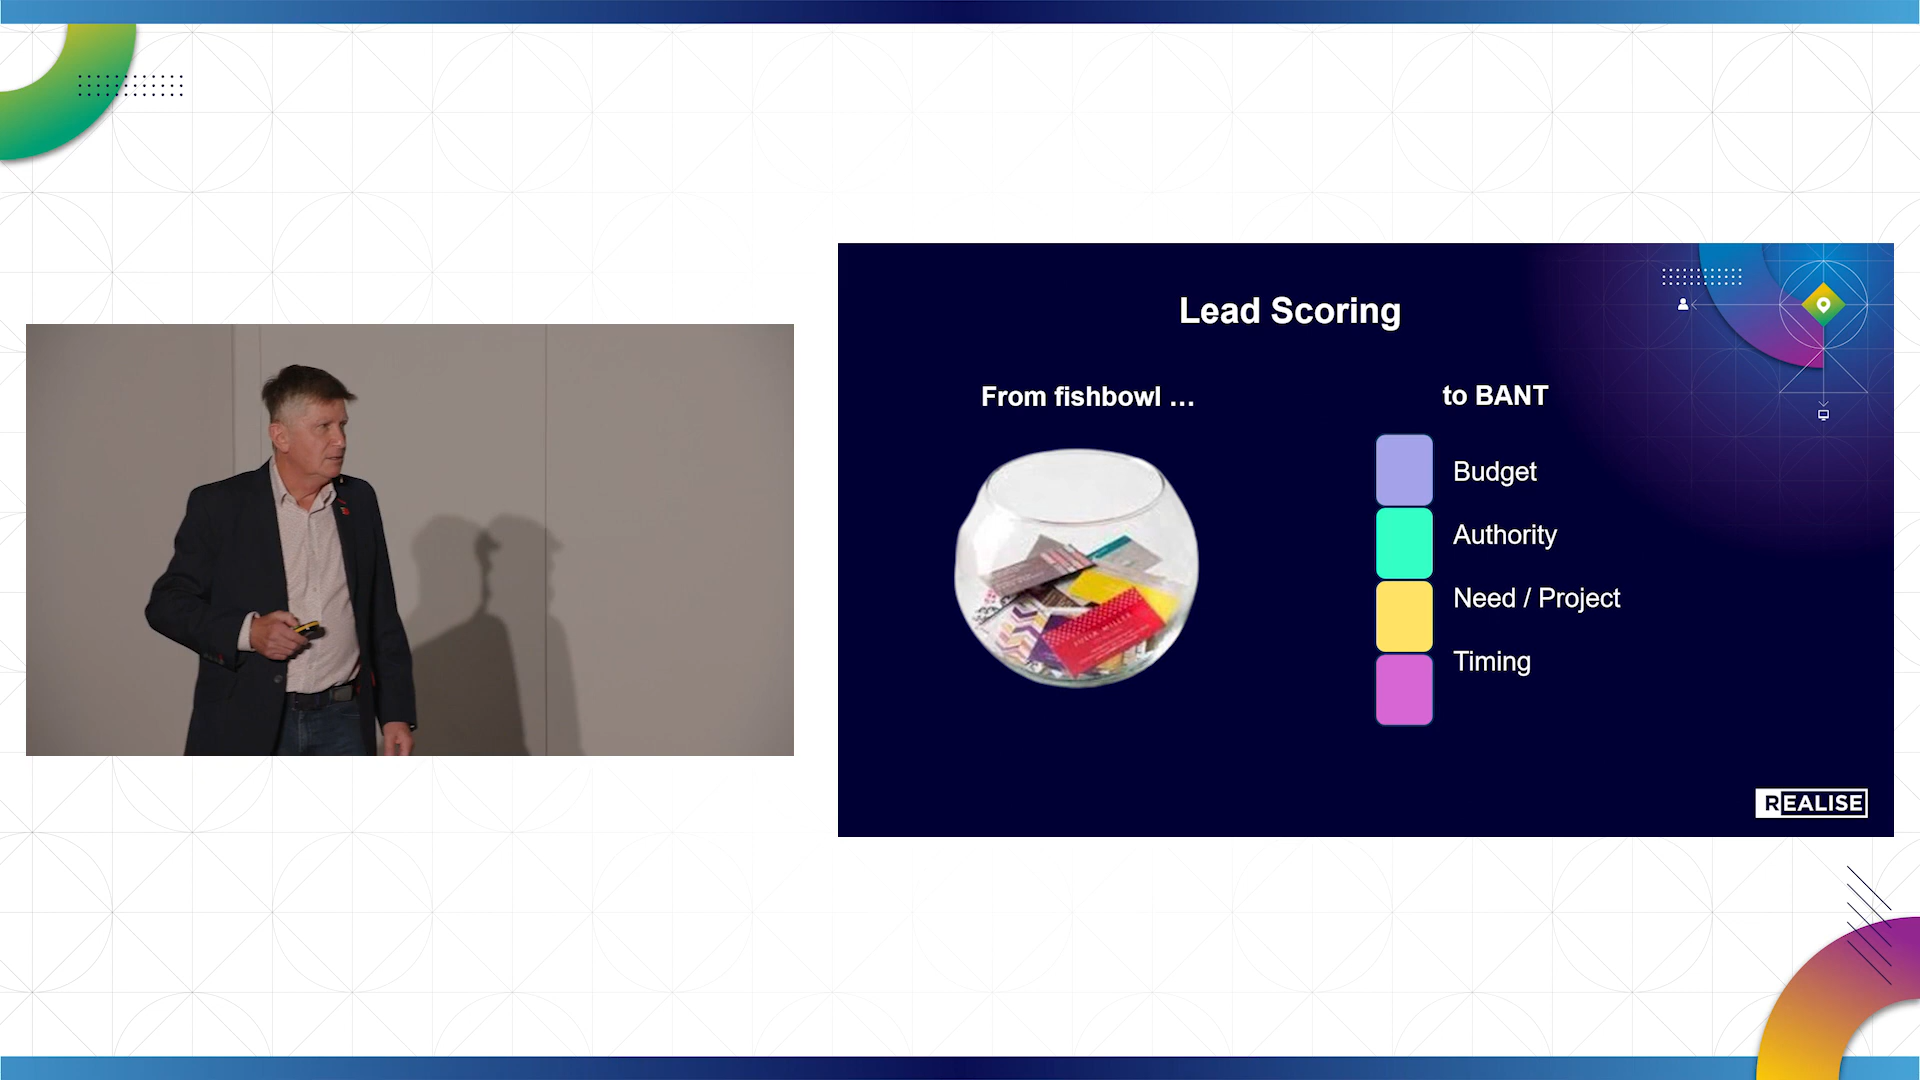 Lead Scoring
From fishbowl ...
to BANT
Budget
Authority
Need / Project
Timing
REALISE